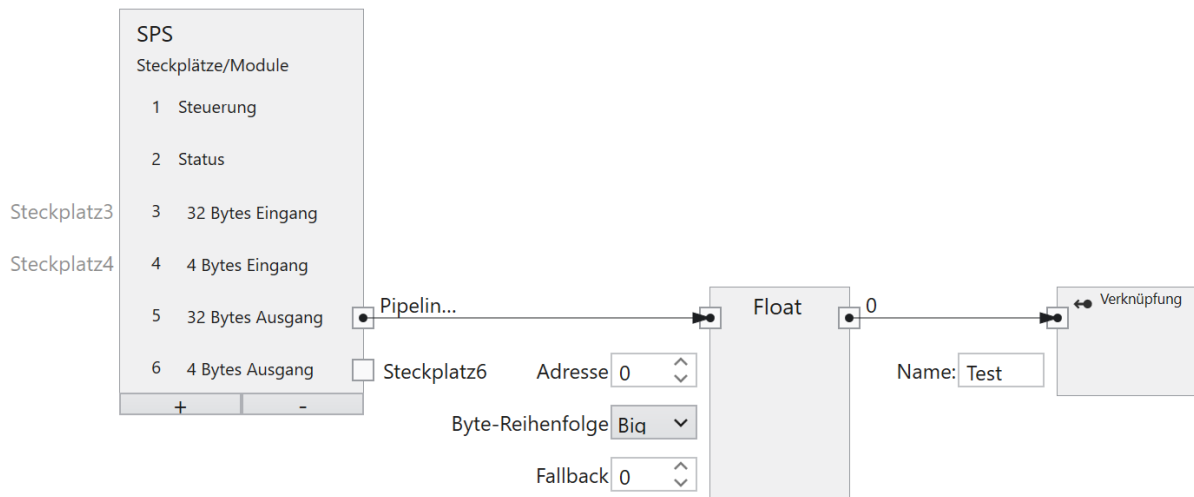 SPS
Steckplätze/Module
1 Steuerung
2 Status
Steckplatz3 3 32 Bytes Eingang
Steckplatz4 4 4 Bytes Eingang
5 32 Bytes Ausgang Pipelin... Float 0 Verknüpfung
6 4 Bytes Ausgang Steckplatz6 Adresse 0 Name: Test
+ -
Byte-Reihenfolge Big
Fallback 0